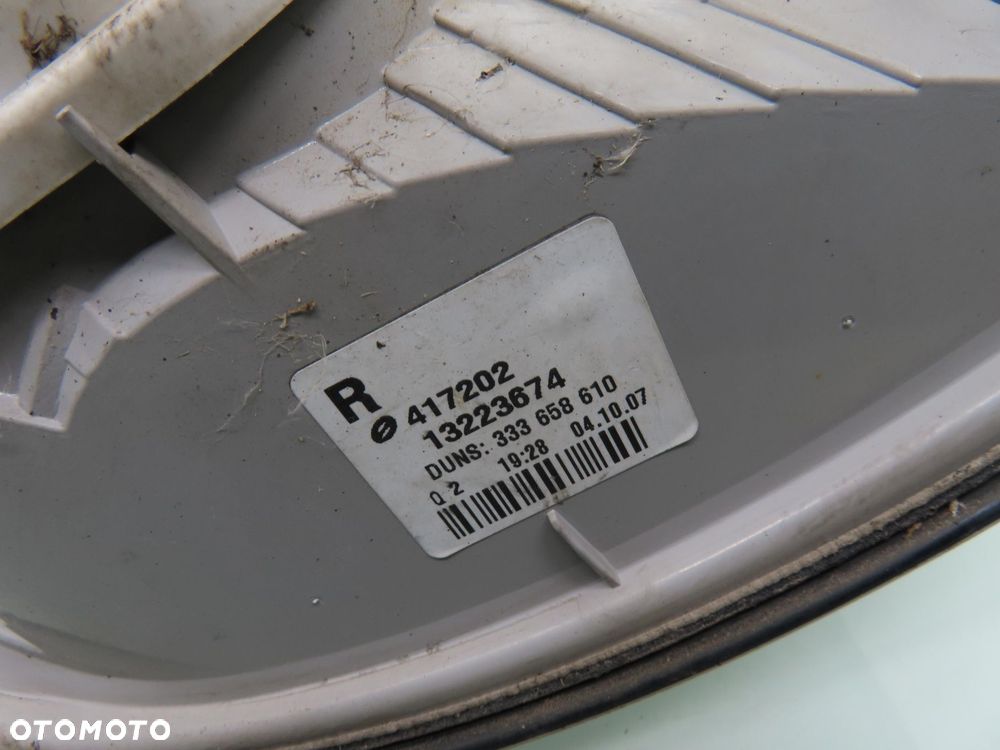 R
417202
13223674
DUNS: 333 658 610
Q 2 19:28 04.10.07
OTOMOTO